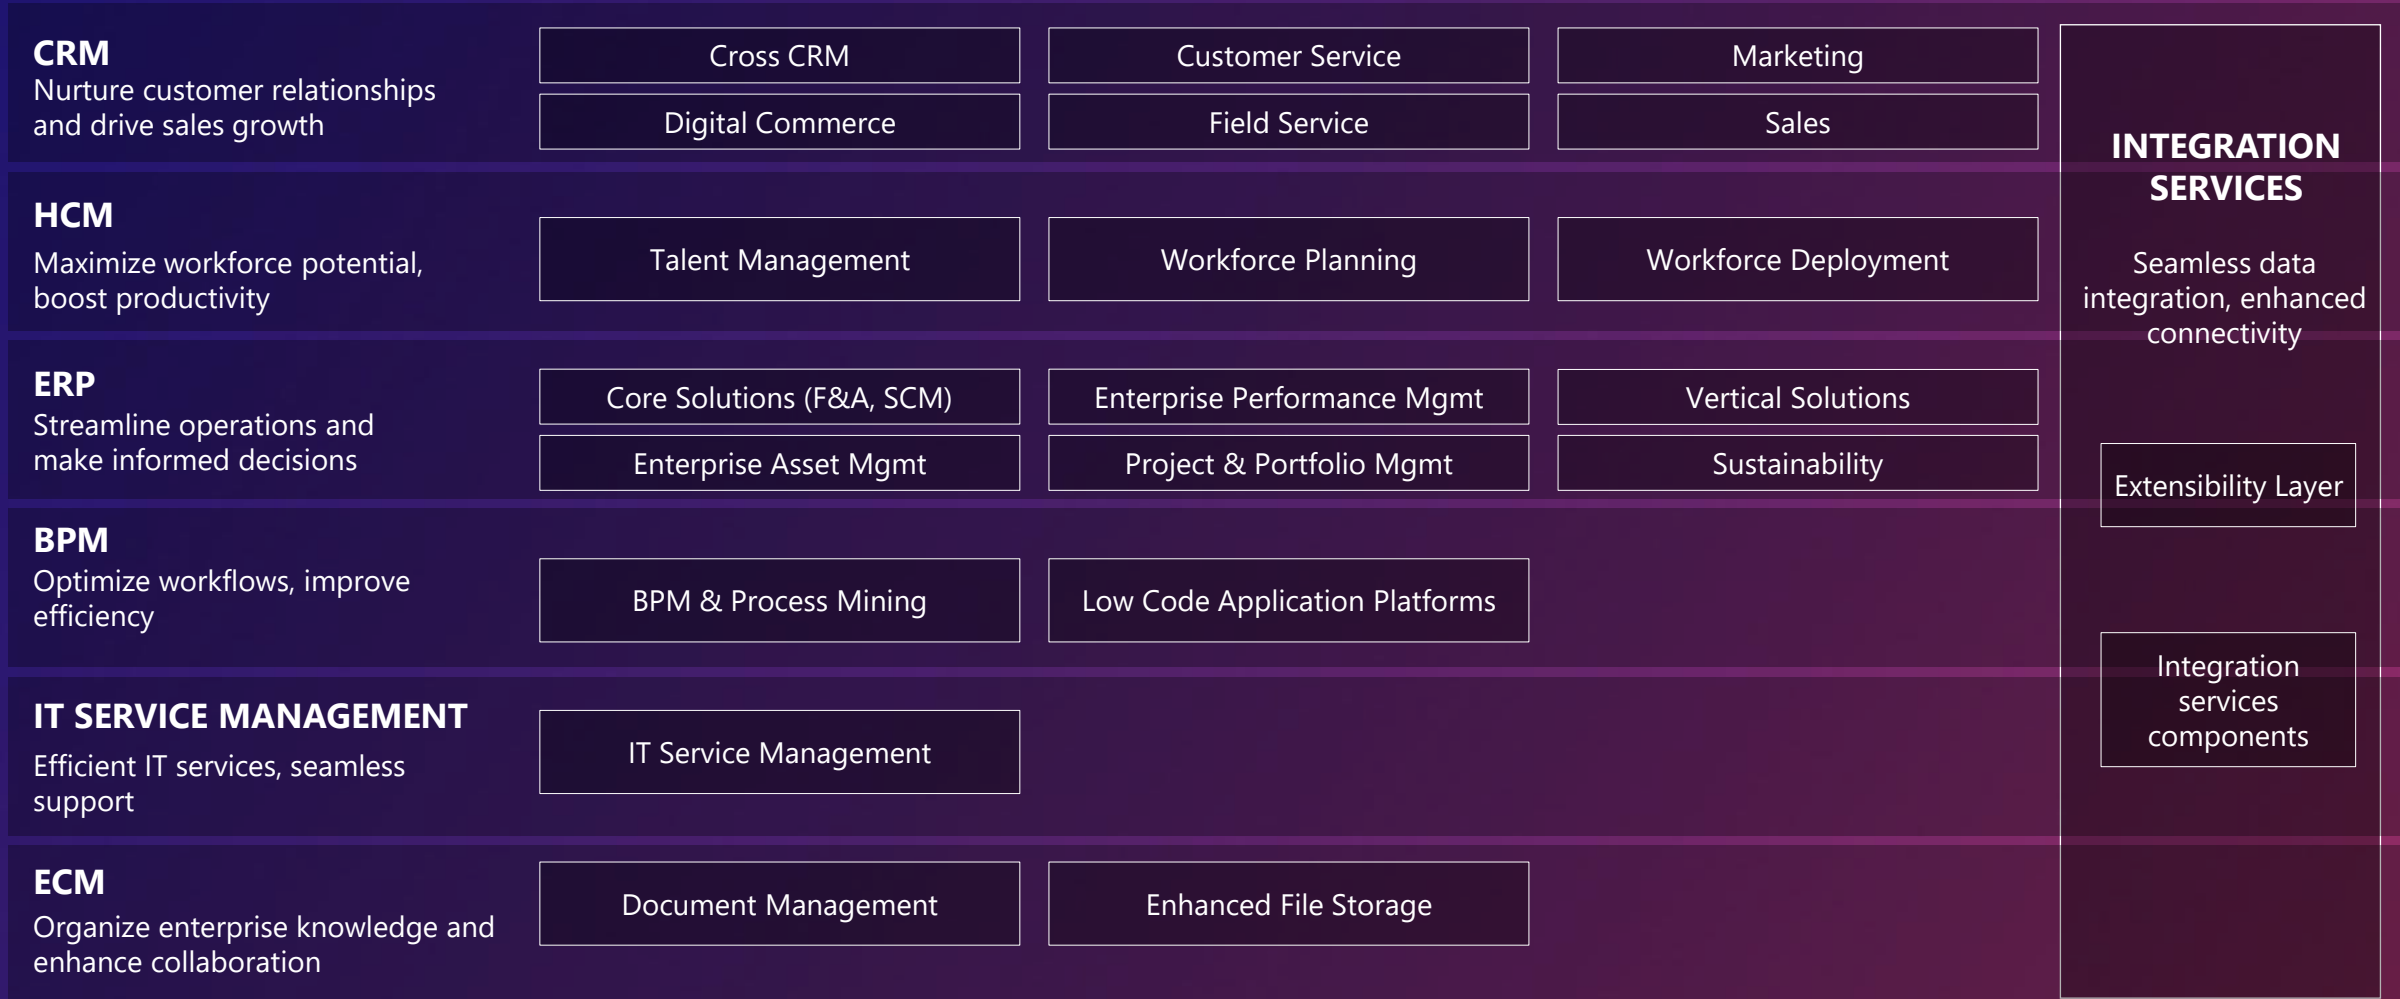 CRM
Nurture customer relationships
and drive sales growth
Cross CRM
Customer Service
Marketing
Digital Commerce
Field Service
Sales
HCM
Maximize workforce potential,
boost productivity
Talent Management
Workforce Planning
Workforce Deployment
ERP
Streamline operations and
make informed decisions
Core Solutions (F&A, SCM)
Enterprise Performance Mgmt
Vertical Solutions
Enterprise Asset Mgmt
Project & Portfolio Mgmt
Sustainability
BPM
Optimize workflows, improve
efficiency
BPM & Process Mining
Low Code Application Platforms
IT SERVICE MANAGEMENT
Efficient IT services, seamless
support
IT Service Management
ECM
Organize enterprise knowledge and
enhance collaboration
Document Management
Enhanced File Storage
INTEGRATION
SERVICES
Seamless data
integration, enhanced
connectivity
Extensibility Layer
Integration
services
components